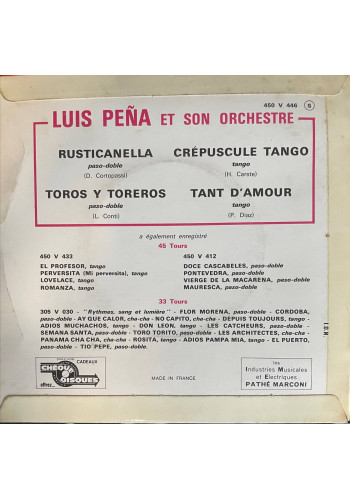 450 V 446 S
LUIS PEÑA ET SON ORCHESTRE
RUSTICANELLA
paso-doble
(D. Cortopassi)
CRÉPUSCULE TANGO
tango
(H. Carste)
TOROS Y TOREROS
paso-doble
(L. Conti)
TANT D'AMOUR
tango
(P. Diaz)
a également enregistré
45 Tours
450 V 433
EL PROFESOR, tango
PERVERSITA (Mi perversita), tango
LOVELACE, tango
ROMANZA, tango
450 V 412
DOCE CASCABELES, paso-doble
PONTEVEDRA, paso-doble
VIERGE DE LA MACARENA, paso-doble
MAURESCA, paso-doble
33 Tours
305 V 030 - "Rythmes, sang et lumière" - FLOR MORENA, paso-doble - CORDOBA,
paso-doble - AY QUE CALOR, cha-cha - NO CAPITO, cha-cha - DEPUIS TOUJOURS, tango -
ADIOS MUCHACHOS, tango - DON LEON, tango - LES CATCHEURS, paso-doble -
SEMANA SANTA, paso-doble - TORO TORITO, paso-doble - LES ARCHITECTES, cha-cha -
PANAMA CHA CHA, cha-cha - ROSITA, tango - ADIOS PAMPA MIA, tango - EL PUERTO,
paso-doble - TIO PEPE, paso-doble
CADEAUX
DISQUES
offrez...
MADE IN FRANCE
les
Industries Musicales
et Electriques
PATHÉ MARCONI